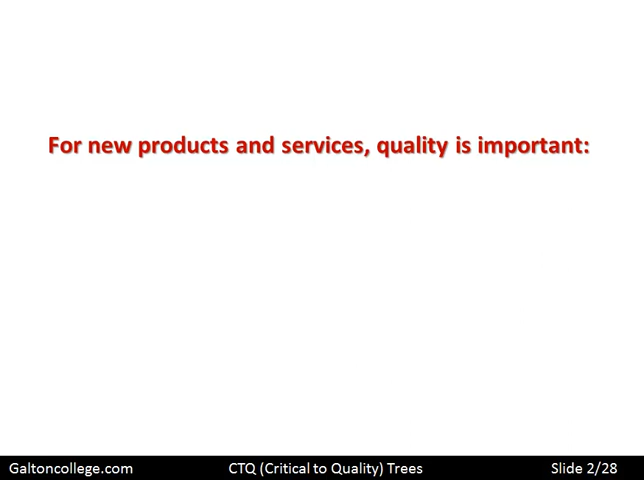 For new products and services, quality is important:
Galtoncollege.com CTQ (Critical to Quality) Trees Slide 2/28